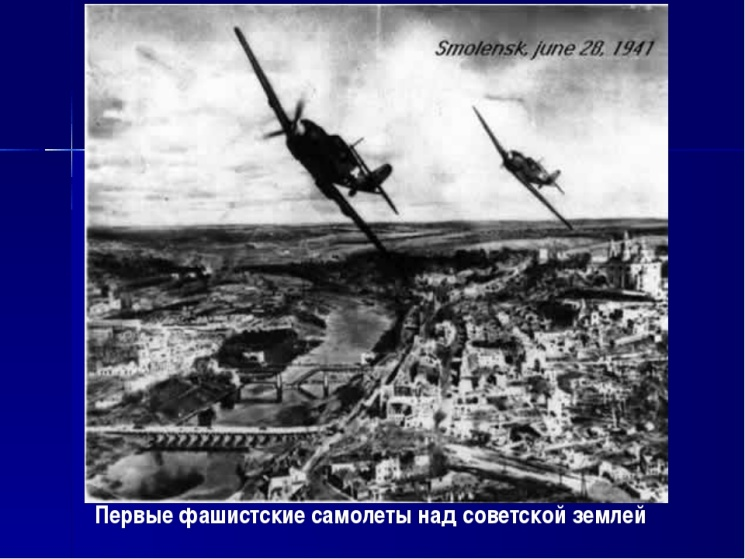 Smolensk, june 28, 1941
Первые фашистские самолеты над советской землей